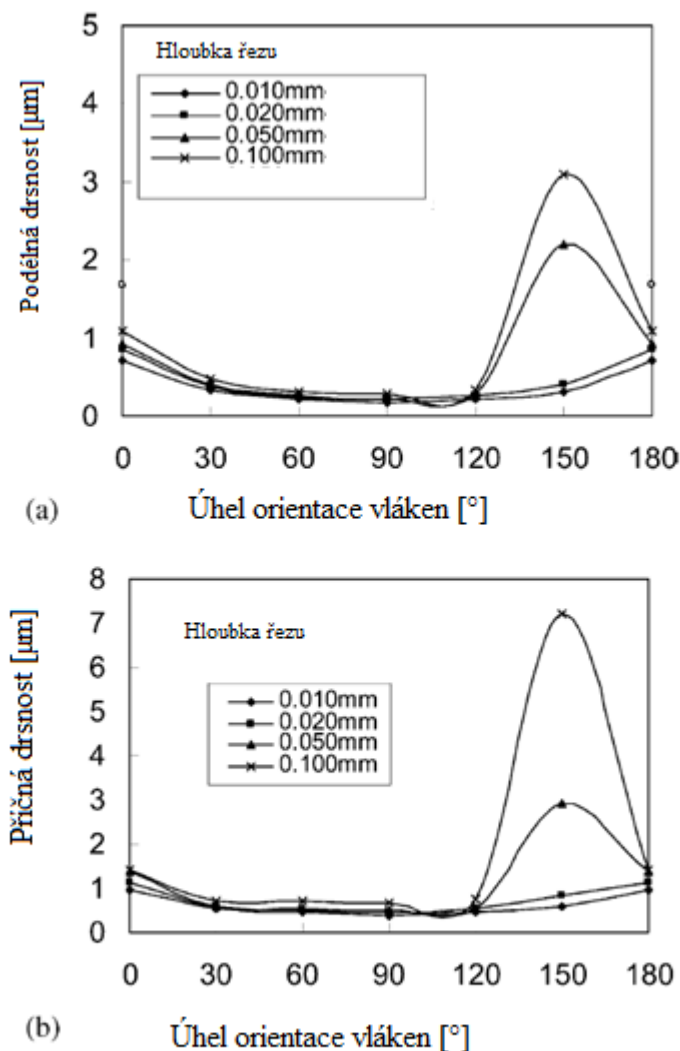 5
Hloubka řezu
0.010mm
0.020mm
0.050mm
0.100mm
4
3
2
1
0
Podélná drsnost [µm]
0 30 60 90 120 150 180
(a) Úhel orientace vláken [°]
8
7
Hloubka řezu
6
0.010mm
0.020mm
0.050mm
0.100mm
5
4
3
2
1
0
Příčná drsnost [µm]
0 30 60 90 120 150 180
(b) Úhel orientace vláken [°]